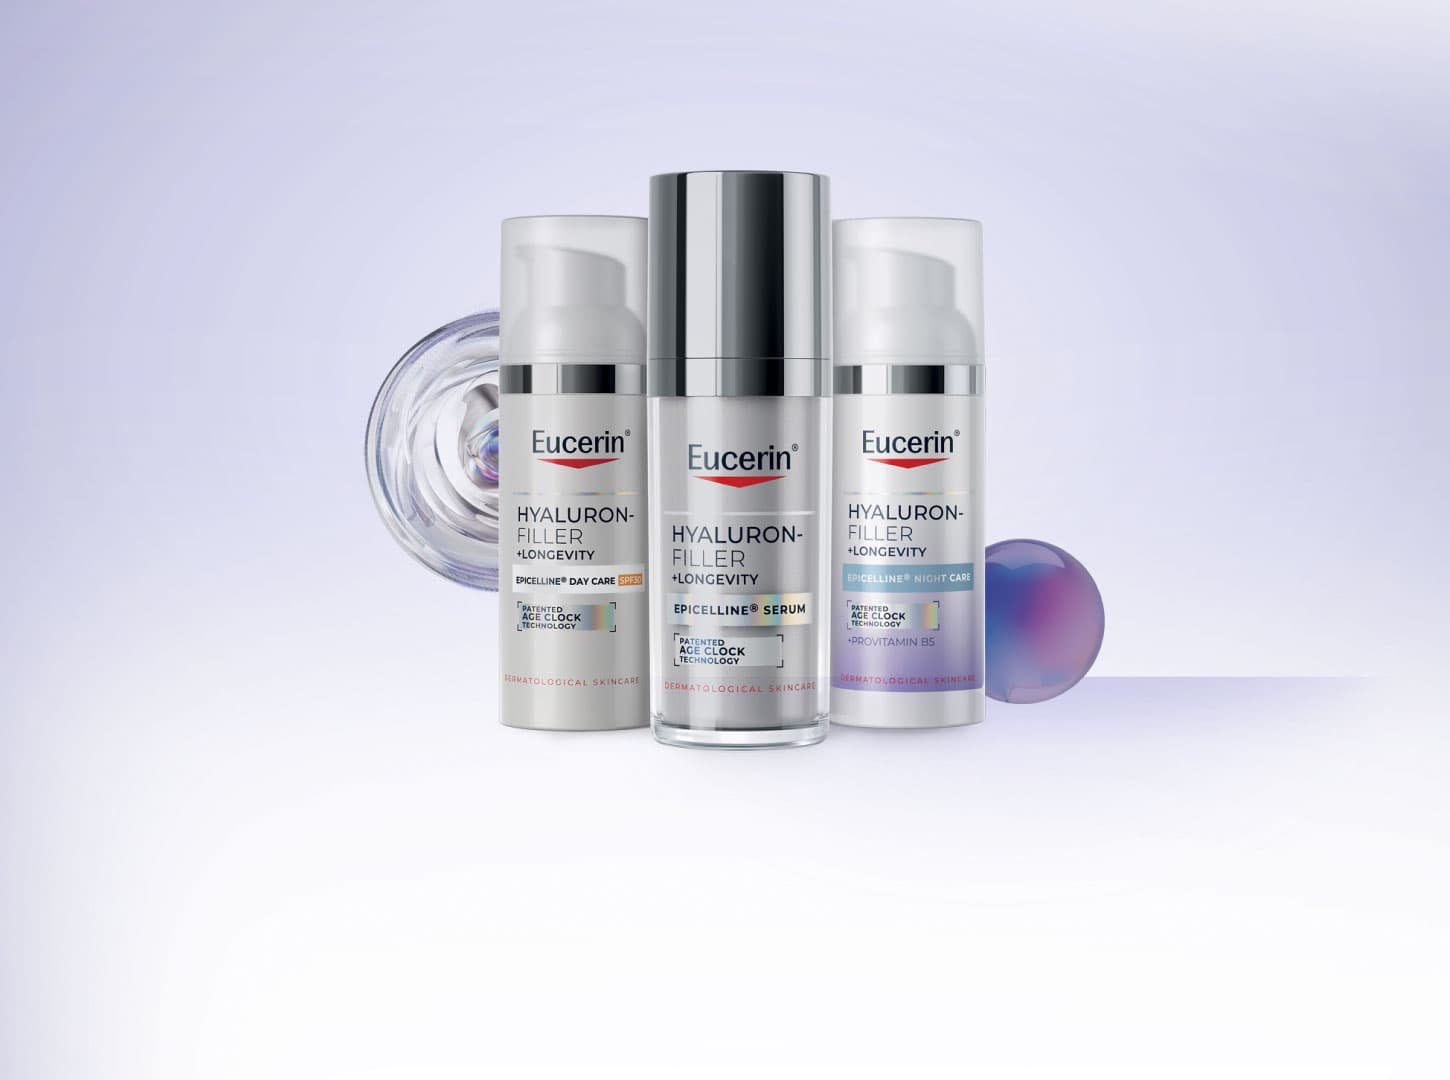 Eucerin®
HYALURON-
FILLER
+LONGEVITY
EPICELLINE® DAY CARE SPF30
PATENTED
AGE CLOCK
TECHNOLOGY
DERMATOLOGICAL SKINCARE
Eucerin®
HYALURON-
FILLER
+LONGEVITY
EPICELLINE® SERUM
PATENTED
AGE CLOCK
TECHNOLOGY
DERMATOLOGICAL SKINCARE
Eucerin®
HYALURON-
FILLER
+LONGEVITY
EPICELLINE® NIGHT CARE
PATENTED
AGE CLOCK
TECHNOLOGY
+PROVITAMIN B5
DERMATOLOGICAL SKINCARE